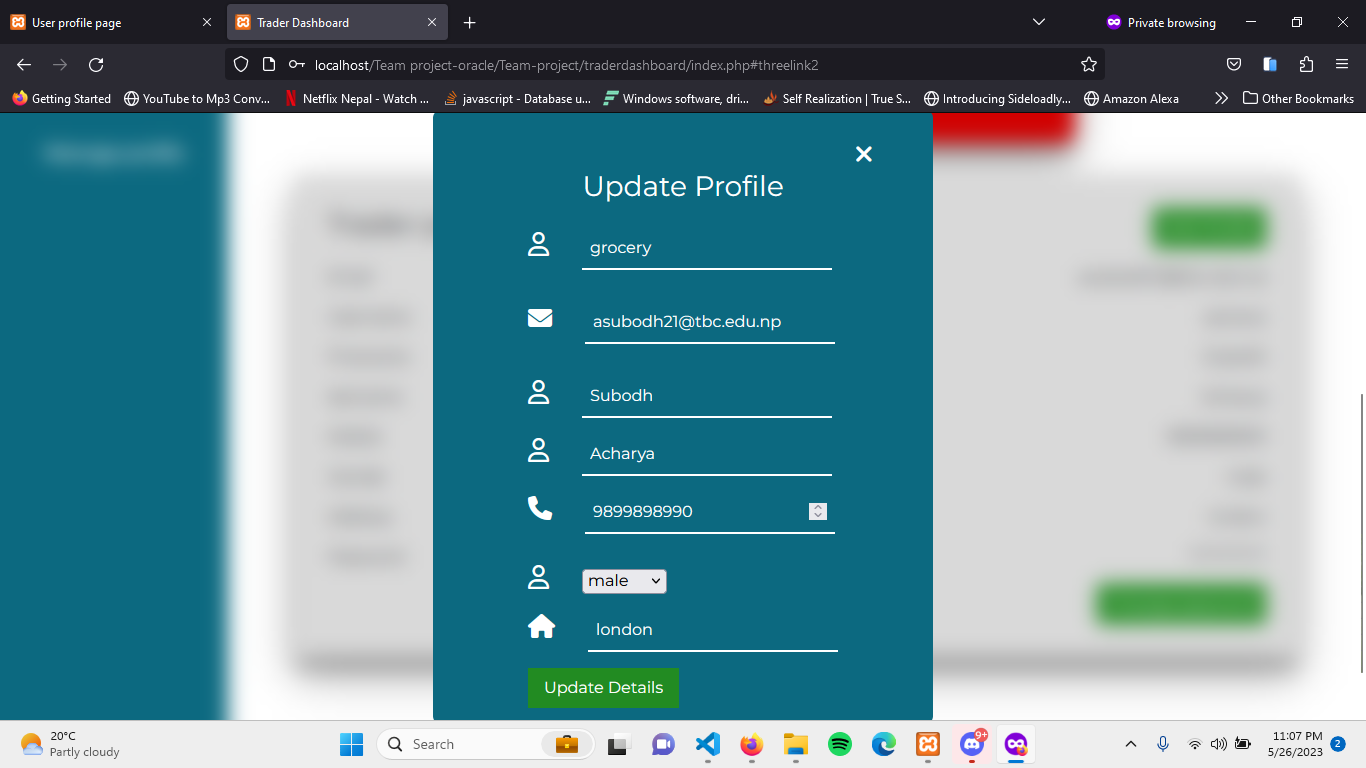 User profile page
Trader Dashboard
Private browsing
localhost/Team project-oracle/Team-project/traderdashboard/index.php#threelink2
Getting Started
YouTube to Mp3 Conv...
Netflix Nepal - Watch ...
javascript - Database u...
Windows software, dri...
Self Realization | True S...
Introducing Sideloadly...
Amazon Alexa
Other Bookmarks
Update Profile
grocery
asubodh21@tbc.edu.np
Subodh
Acharya
9899898990
male
london
Update Details
20°C
Partly cloudy
Search
9+
11:07 PM
5/26/2023
2